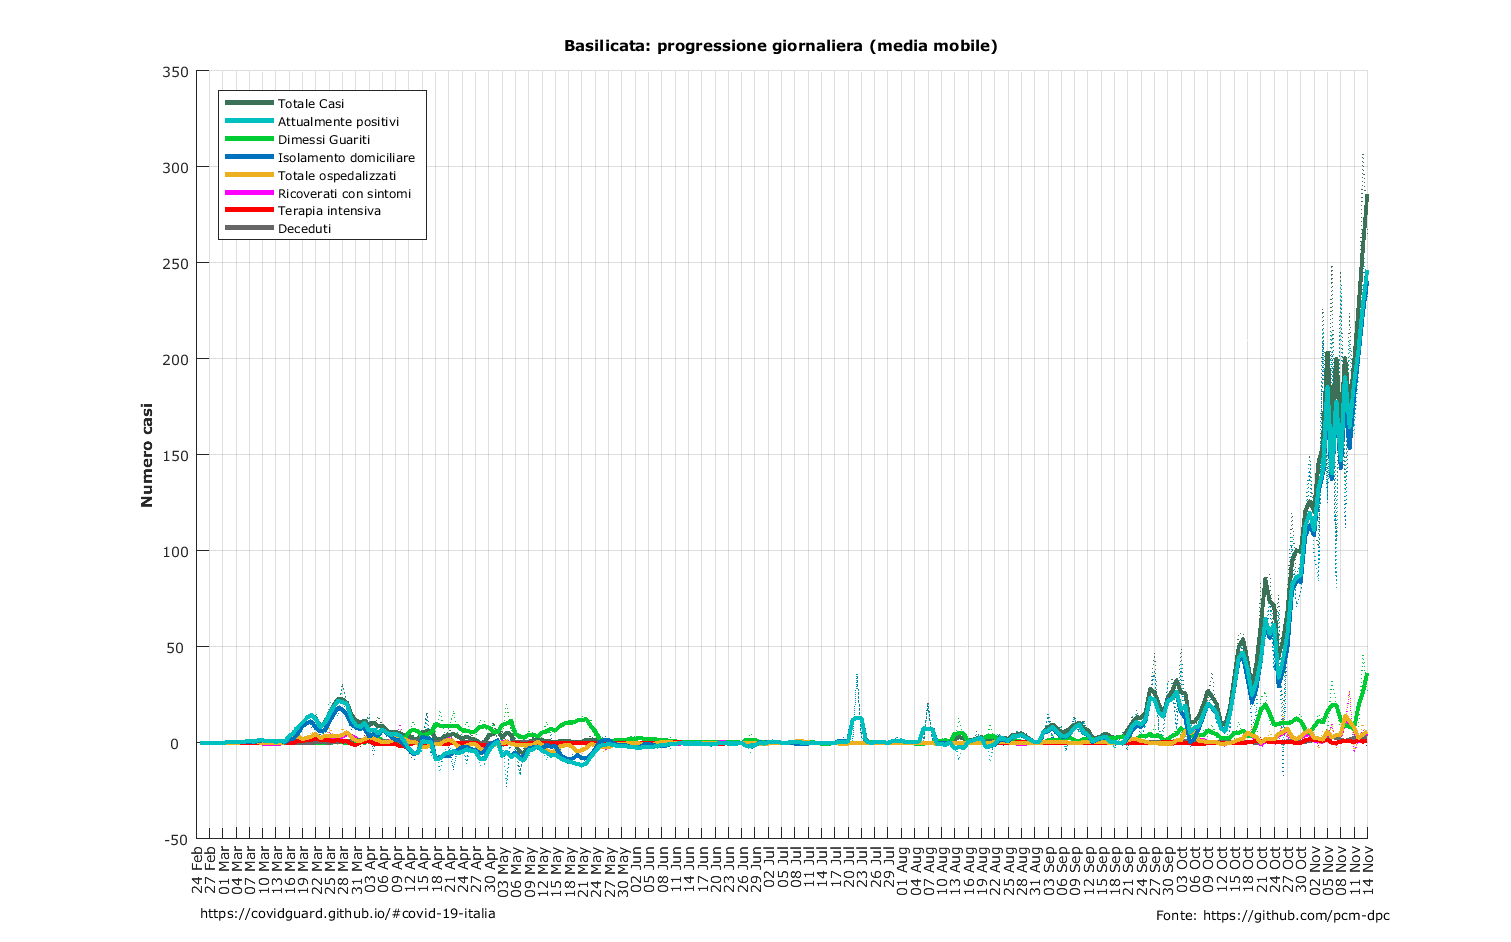 Basilicata: progressione giornaliera (media mobile)
350
300
250
200
150
100
50
0
-50
Numero casi
Totale Casi
Attualmente positivi
Dimessi Guariti
Isolamento domiciliare
Totale ospedalizzati
Ricoverati con sintomi
Terapia intensiva
Deceduti
24 Feb
27 Feb
01 Mar
04 Mar
07 Mar
10 Mar
13 Mar
16 Mar
19 Mar
22 Mar
25 Mar
28 Mar
31 Mar
03 Apr
06 Apr
09 Apr
12 Apr
15 Apr
18 Apr
21 Apr
24 Apr
27 Apr
30 Apr
03 May
06 May
09 May
12 May
15 May
18 May
21 May
24 May
27 May
30 May
02 Jun
05 Jun
08 Jun
11 Jun
14 Jun
17 Jun
20 Jun
23 Jun
26 Jun
29 Jun
02 Jul
05 Jul
08 Jul
11 Jul
14 Jul
17 Jul
20 Jul
23 Jul
26 Jul
29 Jul
01 Aug
04 Aug
07 Aug
10 Aug
13 Aug
16 Aug
19 Aug
22 Aug
25 Aug
28 Aug
31 Aug
03 Sep
06 Sep
09 Sep
12 Sep
15 Sep
18 Sep
21 Sep
24 Sep
27 Sep
30 Sep
03 Oct
06 Oct
09 Oct
12 Oct
15 Oct
18 Oct
21 Oct
24 Oct
27 Oct
30 Oct
02 Nov
05 Nov
08 Nov
11 Nov
14 Nov
https://covidguard.github.io/#covid-19-italia
Fonte: https://github.com/pcm-dpc